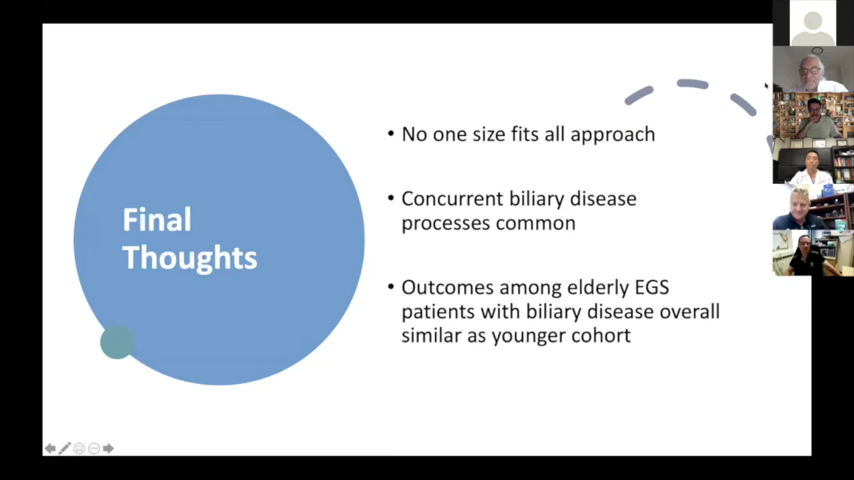 Final
Thoughts
• No one size fits all approach
• Concurrent biliary disease
processes common
• Outcomes among elderly EGS
patients with biliary disease overall
similar as younger cohort